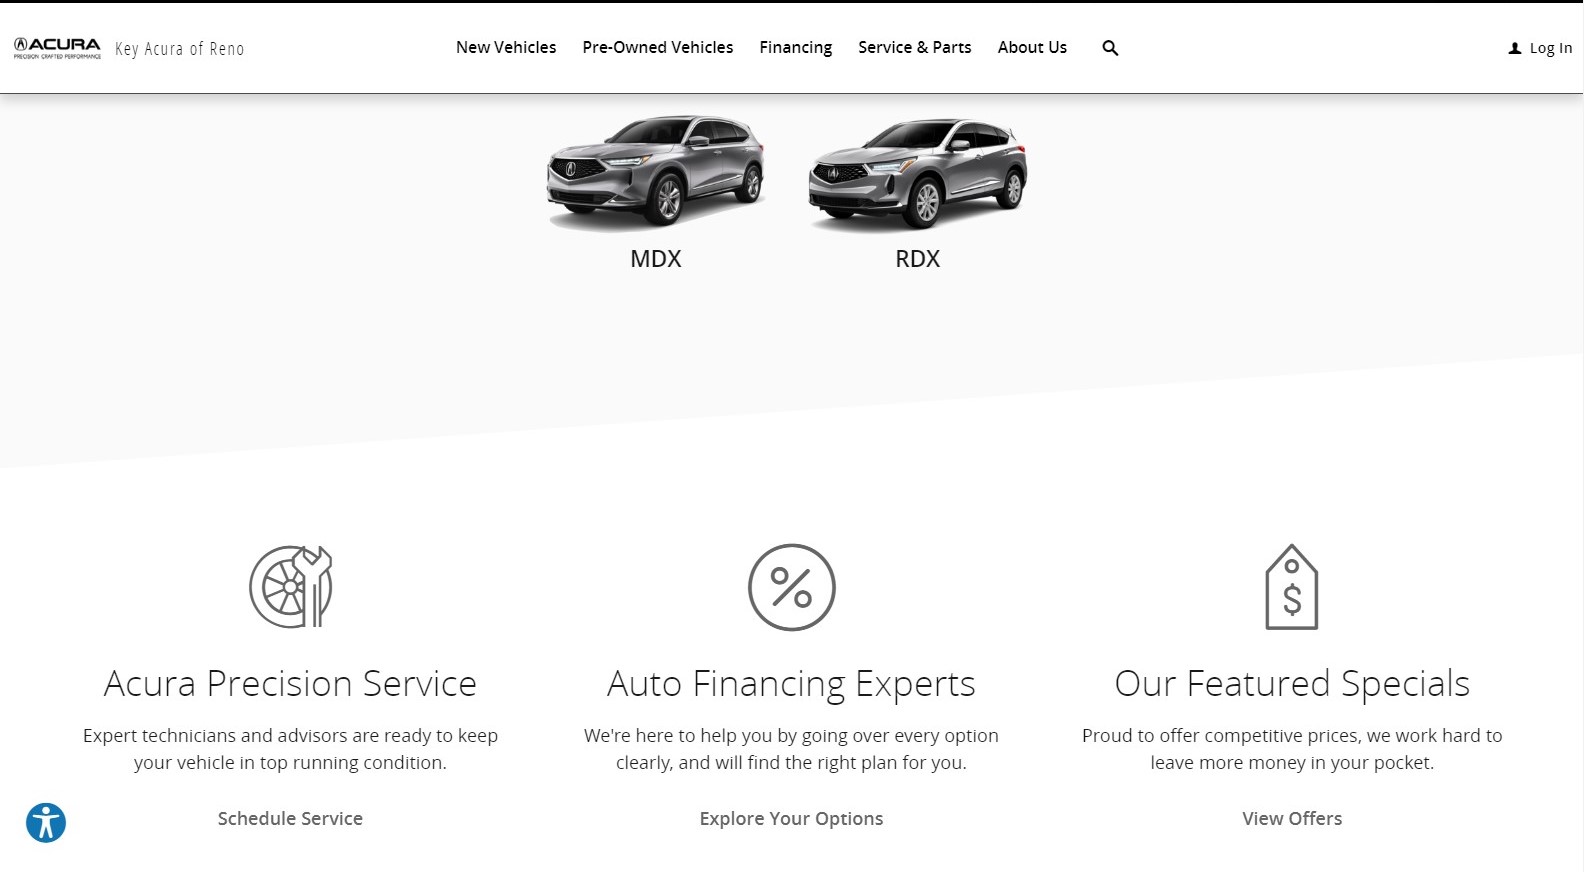 ACURA
PRECISION CRAFTED PERFORMANCE
Key Acura of Reno
New Vehicles
Pre-Owned Vehicles
Financing
Service & Parts
About Us
Log In
MDX
RDX
%
$
Acura Precision Service
Expert technicians and advisors are ready to keep
your vehicle in top running condition.
Schedule Service
Auto Financing Experts
We're here to help you by going over every option
clearly, and will find the right plan for you.
Explore Your Options
Our Featured Specials
Proud to offer competitive prices, we work hard to
leave more money in your pocket.
View Offers